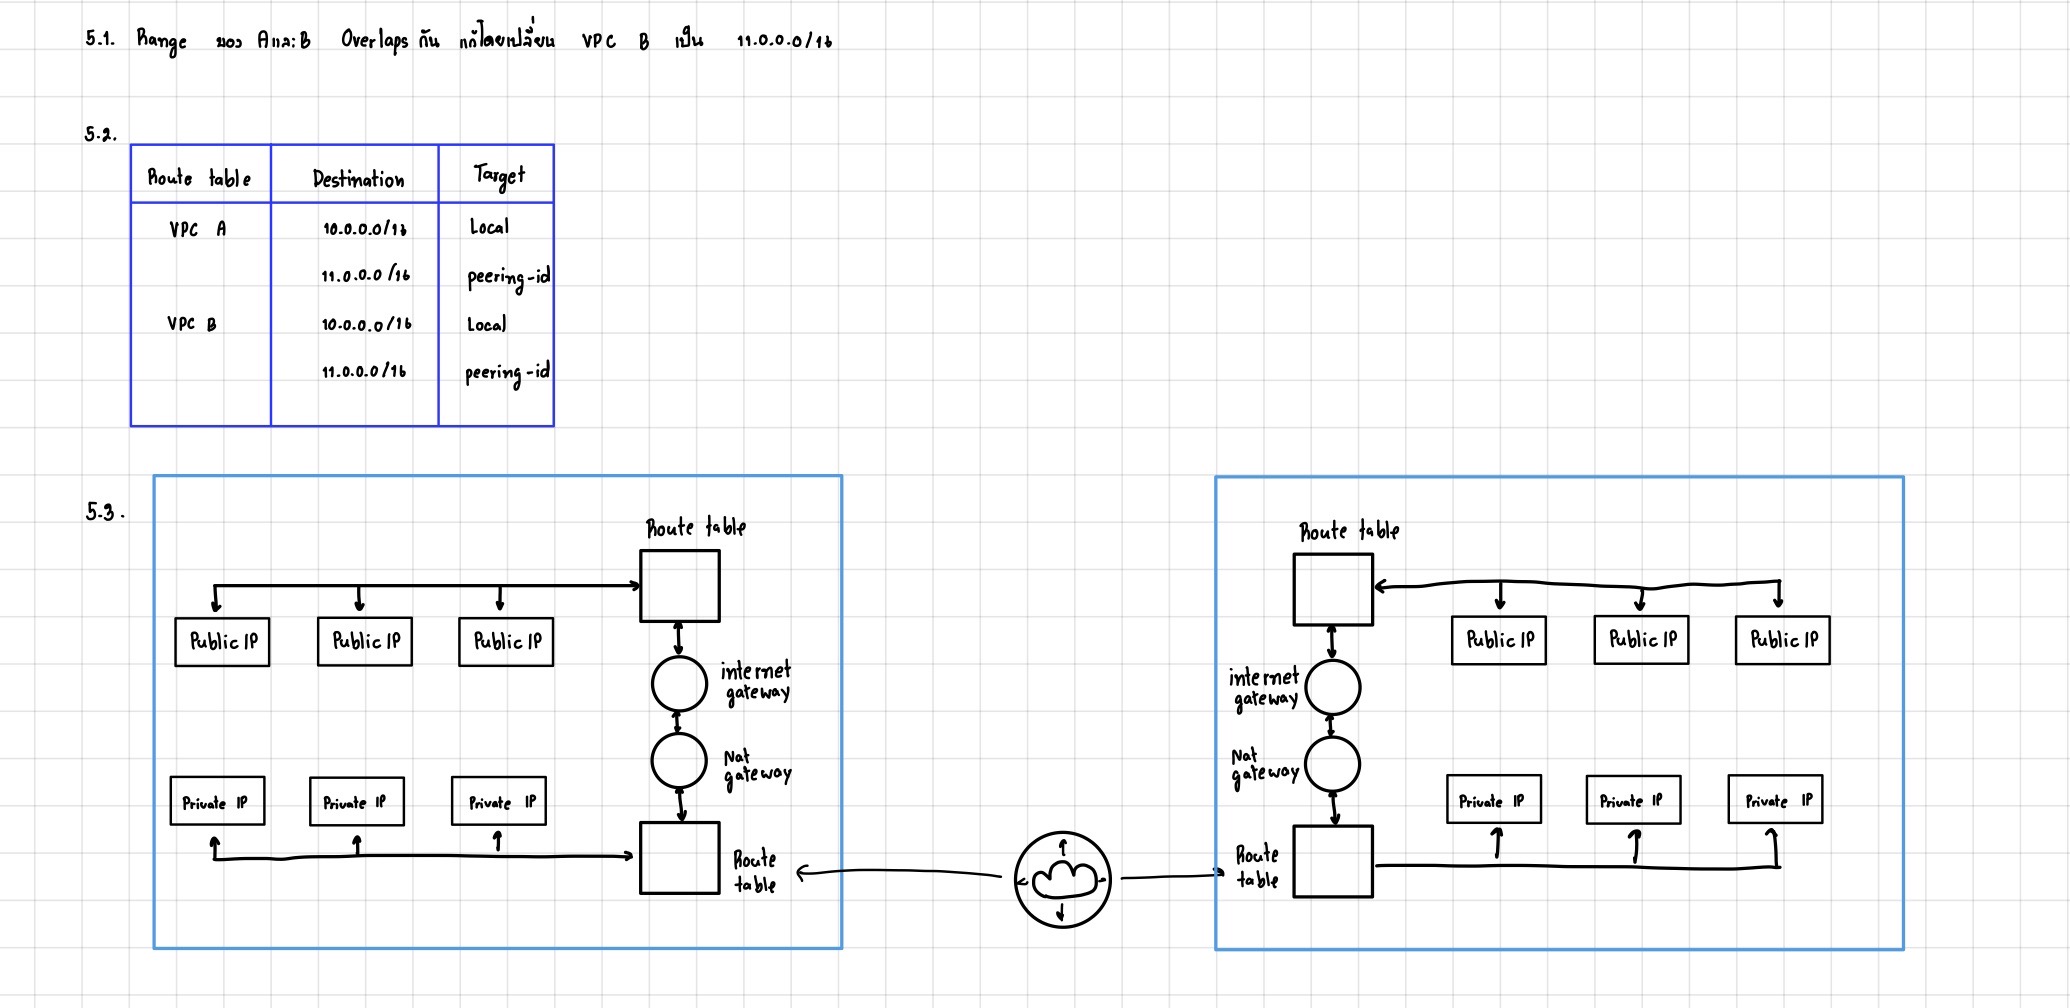 5.1. Range ของ A และ B Overlaps กัน แก้โดยเปลี่ยน VPC B เป็น 11.0.0.0/16
5.2.
Route table Destination Target
VPC A 10.0.0.0/16 Local
11.0.0.0/16 peering-id
VPC B 10.0.0.0/16 Local
11.0.0.0/16 peering-id
5.3.
Route table
Public IP Public IP Public IP
internet
gateway
Nat
gateway
Private IP Private IP Private IP
Route
table
Route table
Public IP Public IP Public IP
internet
gateway
Nat
gateway
Private IP Private IP Private IP
Route
table